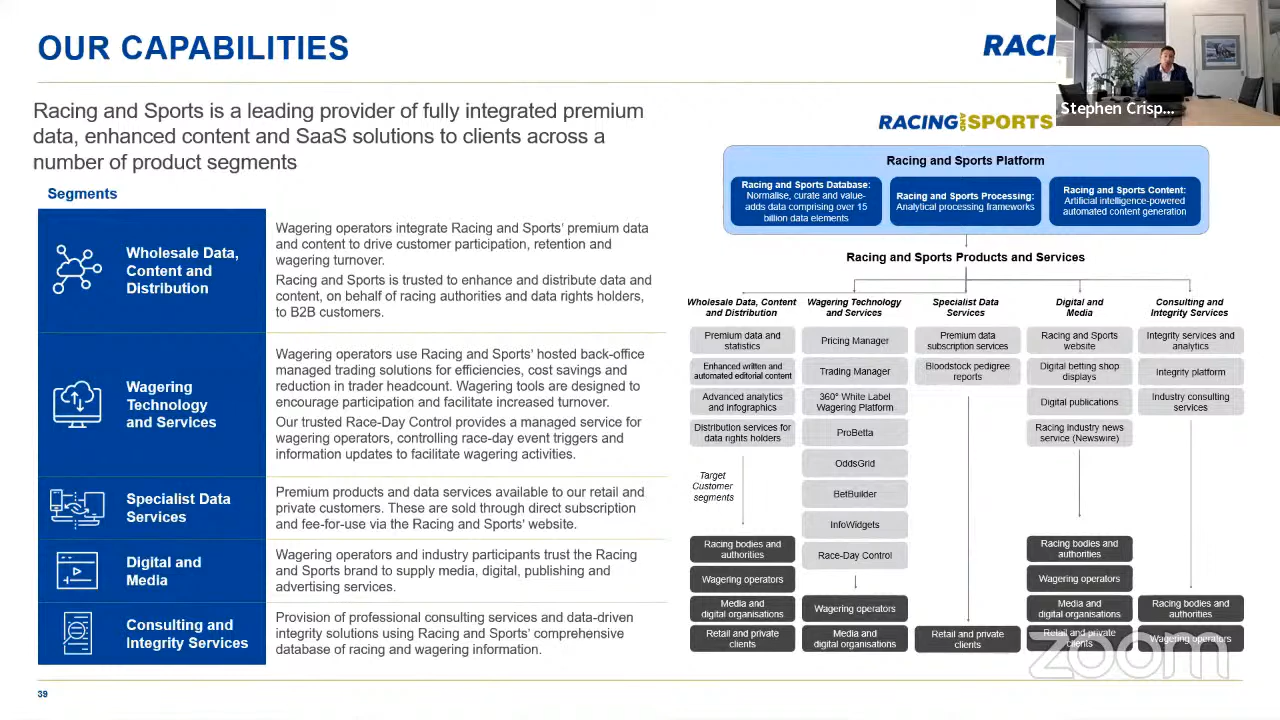 OUR CAPABILITIES
RACI
Stephen Crisp...
Racing and Sports is a leading provider of fully integrated premium
data, enhanced content and SaaS solutions to clients across a
number of product segments
Segments
Wholesale Data,
Content and
Distribution
Wagering operators integrate Racing and Sports' premium data
and content to drive customer participation, retention and
wagering turnover.
Racing and Sports is trusted to enhance and distribute data and
content, on behalf of racing authorities and data rights holders,
to B2B customers.
Wagering
Technology
and Services
Wagering operators use Racing and Sports' hosted back-office
managed trading solutions for efficiencies, cost savings and
reduction in trader headcount. Wagering tools are designed to
encourage participation and facilitate increased turnover.
Our trusted Race-Day Control provides a managed service for
wagering operators, controlling race-day event triggers and
information updates to facilitate wagering activities.
Specialist Data
Services
Premium products and data services available to our retail and
private customers. These are sold through direct subscription
and fee-for-use via the Racing and Sports' website.
Digital and
Media
Wagering operators and industry participants trust the Racing
and Sports brand to supply media, digital, publishing and
advertising services.
Consulting and
Integrity Services
Provision of professional consulting services and data-driven
integrity solutions using Racing and Sports' comprehensive
database of racing and wagering information.
RACING AND SPORTS
Racing and Sports Platform
Racing and Sports Database:
Normalise, curate and value-
adds data comprising over 15
billion data elements
Racing and Sports Processing:
Analytical processing frameworks
Racing and Sports Content:
Artificial intelligence-powered
automated content generation
Racing and Sports Products and Services
Wholesale Data, Content
and Distribution
Premium data and
statistics
Enhanced written and
automated editorial content
Advanced analytics
and infographics
Distribution services for
data rights holders
Target
Customer
segments
Racing bodies and
authorities
Wagering operators
Media and
digital organisations
Retail and private
clients
Wagering Technology
and Services
Pricing Manager
Trading Manager
360° White Label
Wagering Platform
ProBetta
OddsGrid
BetBuilder
InfoWidgets
Race-Day Control
Wagering operators
Media and
digital organisations
Specialist Data
Services
Premium data
subscription services
Bloodstock pedigree
reports
Retail and private
clients
Digital and
Media
Racing and Sports
website
Digital betting shop
displays
Digital publications
Racing industry news
service (Newswire)
Racing bodies and
authorities
Wagering operators
Media and
digital organisations
Retail and private
clients
Consulting and
Integrity Services
Integrity services and
analytics
Integrity platform
Industry consulting
services
Racing bodies and
authorities
Wagering operators
zoom
39